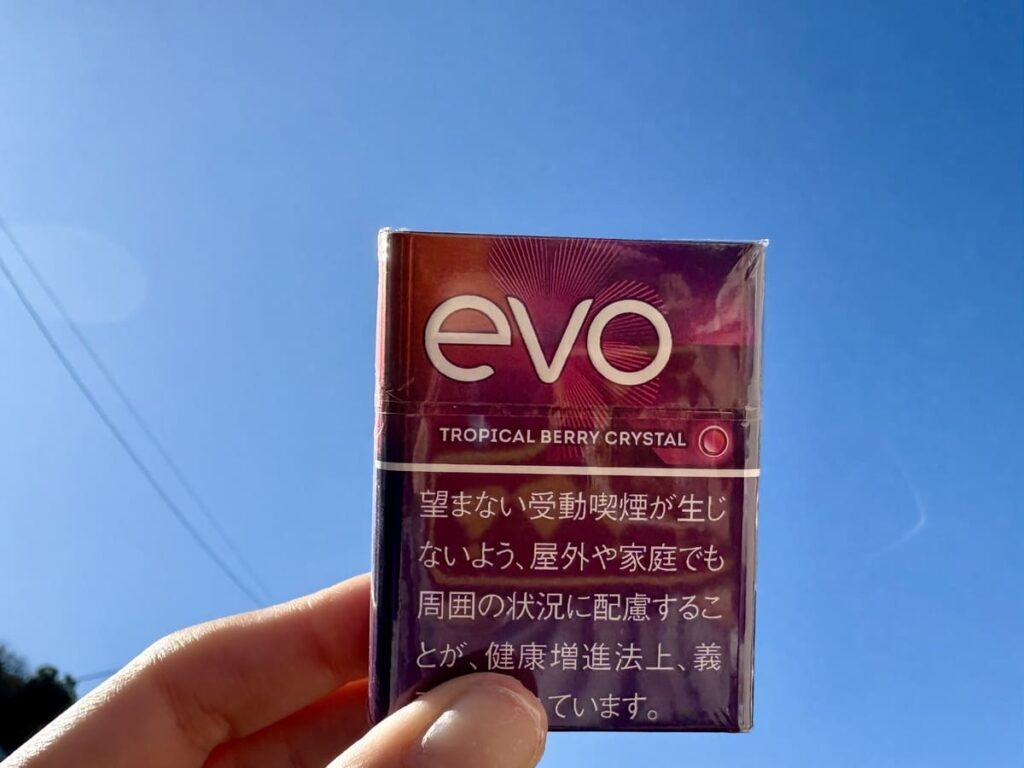 evo
TROPICAL BERRY CRYSTAL
望まない受動喫煙が生じ
ないよう、屋外や家庭でも
周囲の状況に配慮するこ
とが、健康増進法上、義
ています。